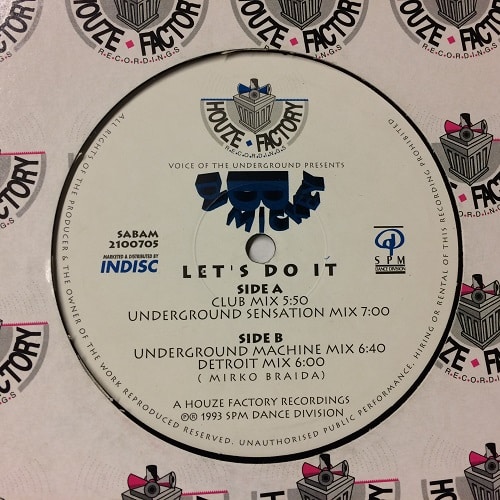 HOUZE · FACTORY
R·E·C·O·R·D·I·N·G·S
VOICE OF THE UNDERGROUND PRESENTS
SABAM
2100705
MARKETED & DISTRIBUTED BY
INDISC
SPM
DANCE DIVISION
LET'S DO IT
SIDE A
CLUB MIX 5:50
UNDERGROUND SENSATION MIX 7:00
SIDE B
UNDERGROUND MACHINE MIX 6:40
DETROIT MIX 6:00
( MIRKO BRAIDA)
A HOUZE FACTORY RECORDINGS
℗® 1993 SPM DANCE DIVISION
ALL RIGHTS OF THE PRODUCER & THE OWNER OF THE WORK REPRODUCED RESERVED. UNAUTHORISED PUBLIC PERFORMANCE, HIRING OR RENTAL OF THIS RECORDING PROHIBITED
HOUZE · FACTORY
R·E·C·O·R·D·I·N·G·S